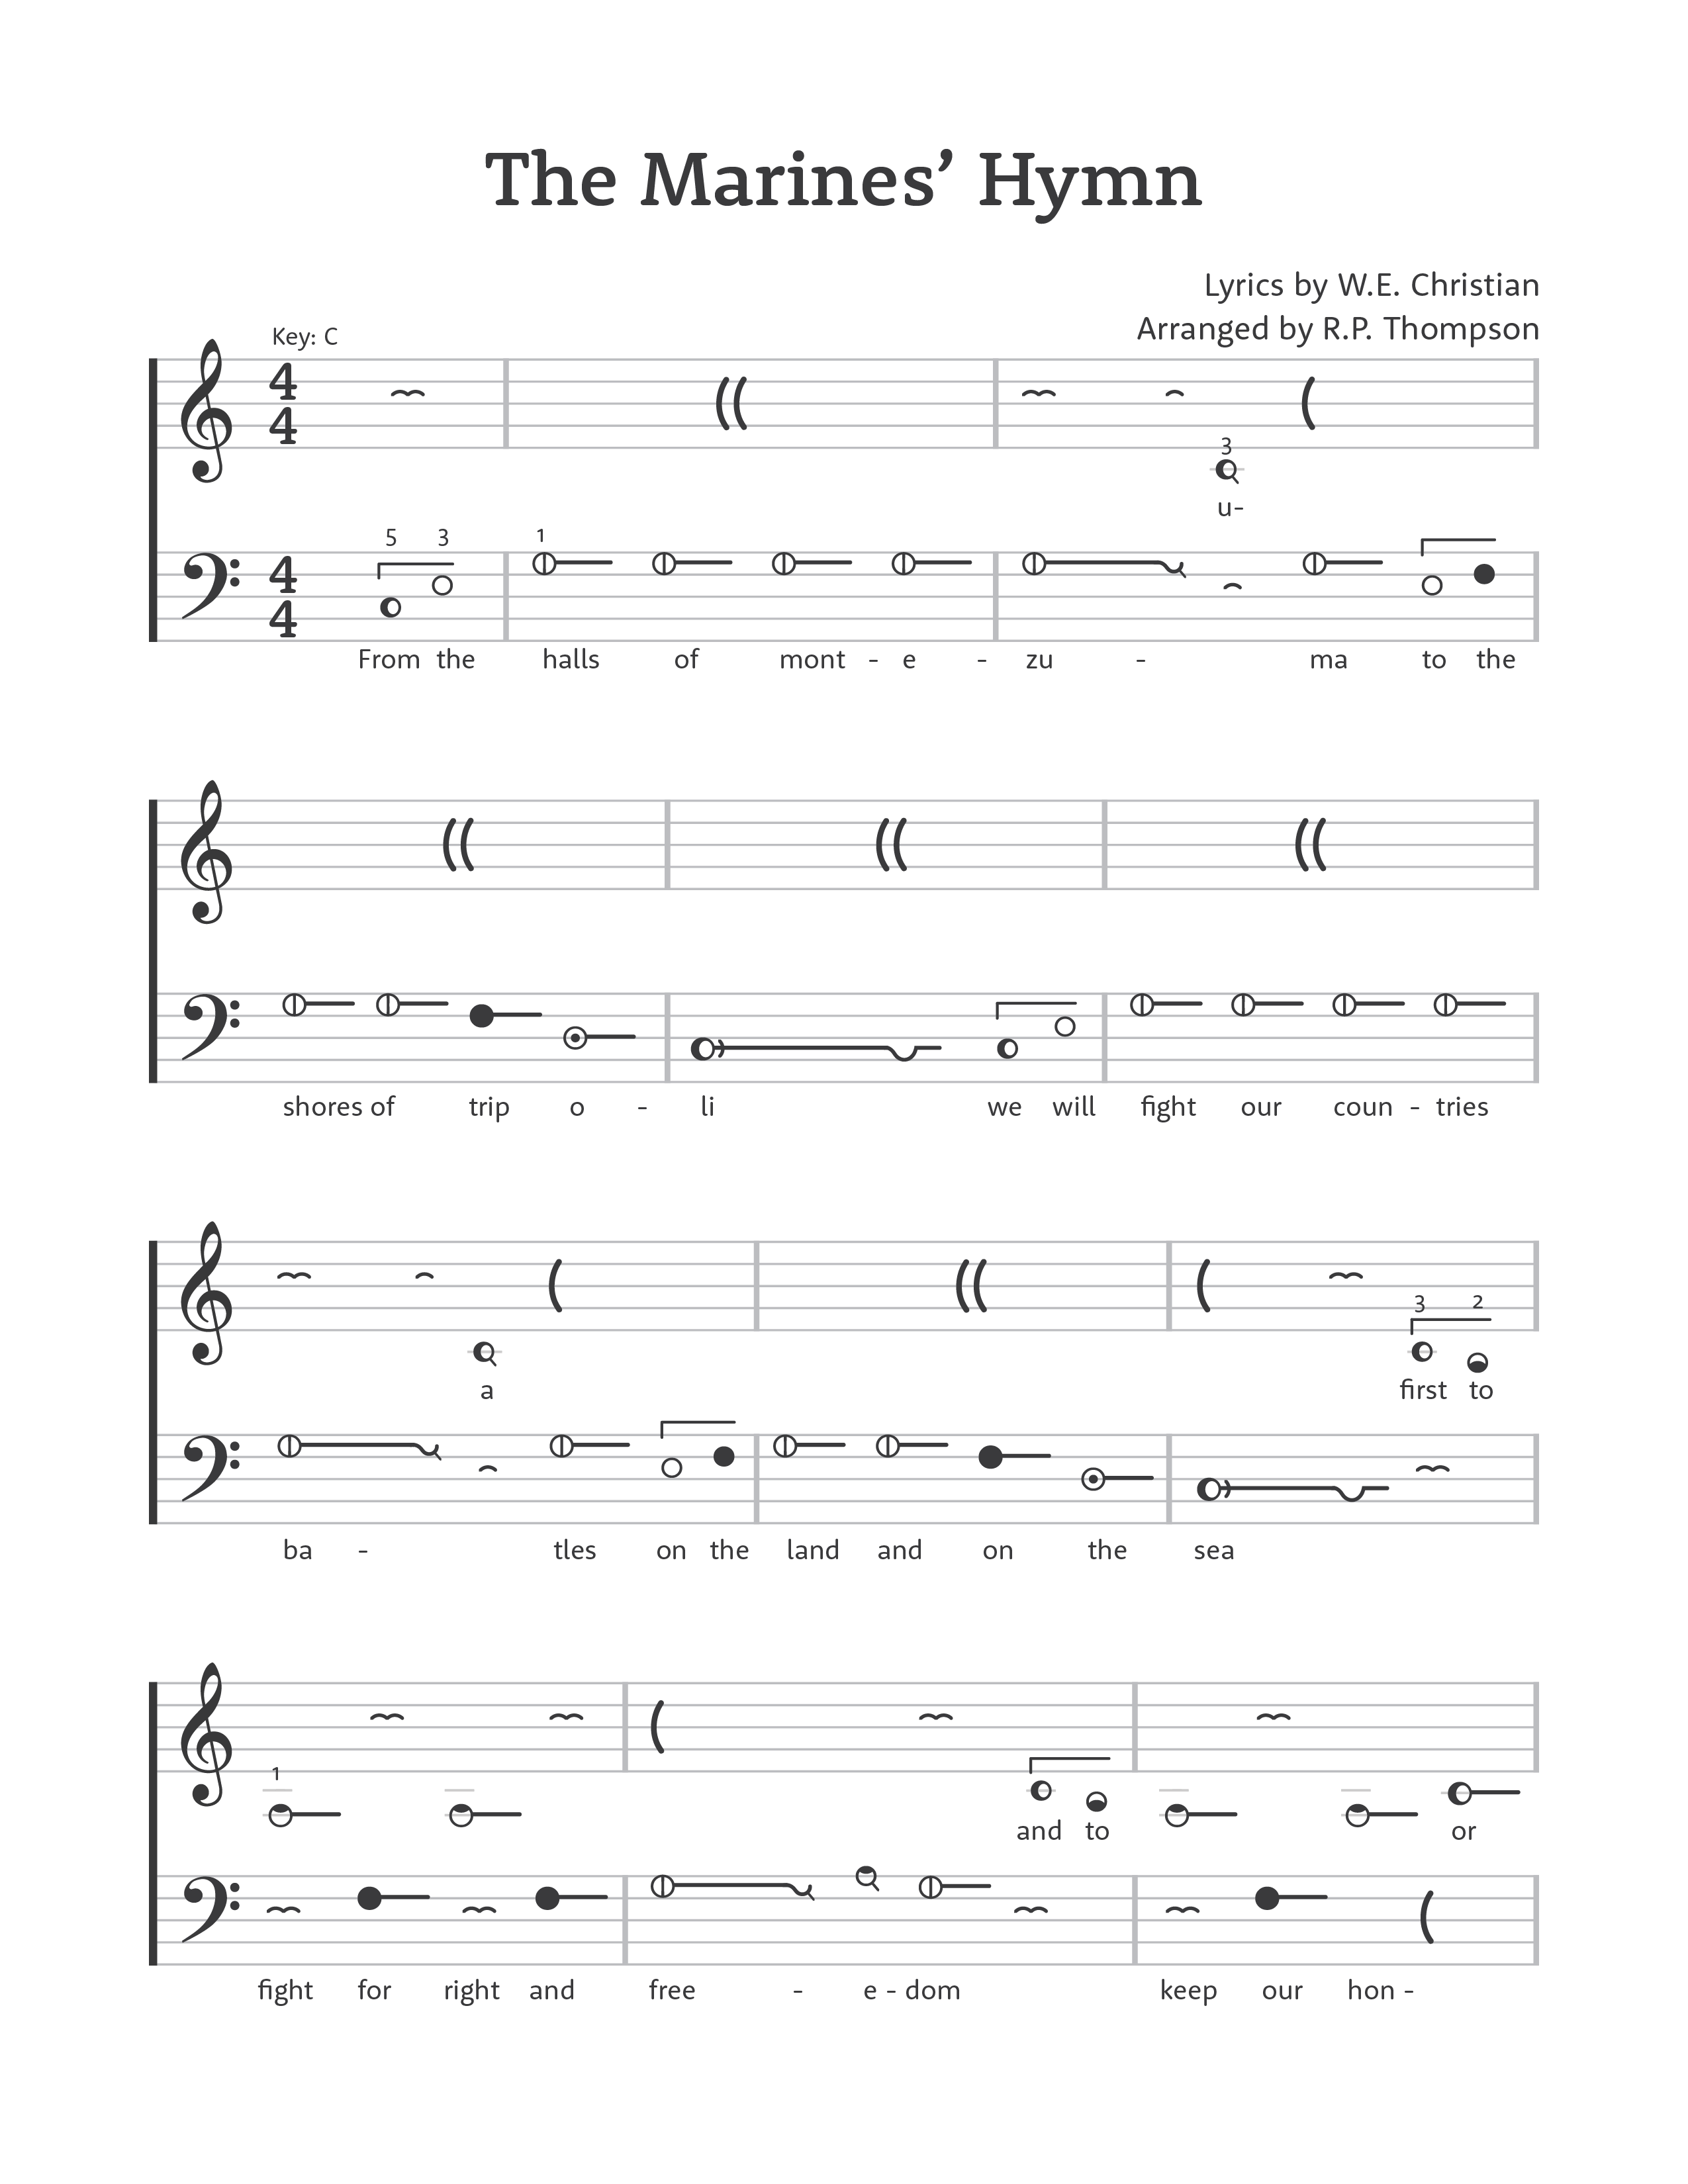 The Marines’ Hymn
Lyrics by W.E. Christian
Arranged by R.P. Thompson
Key: C
4 4
3
u-
5 3 1
4 4
From the halls of mont - e - zu - ma to the
shores of trip o - li we will fight our coun - tries
3 2
a first to
ba - tles on the land and on the sea
1
and to or
fight for right and free - e - dom keep our hon -